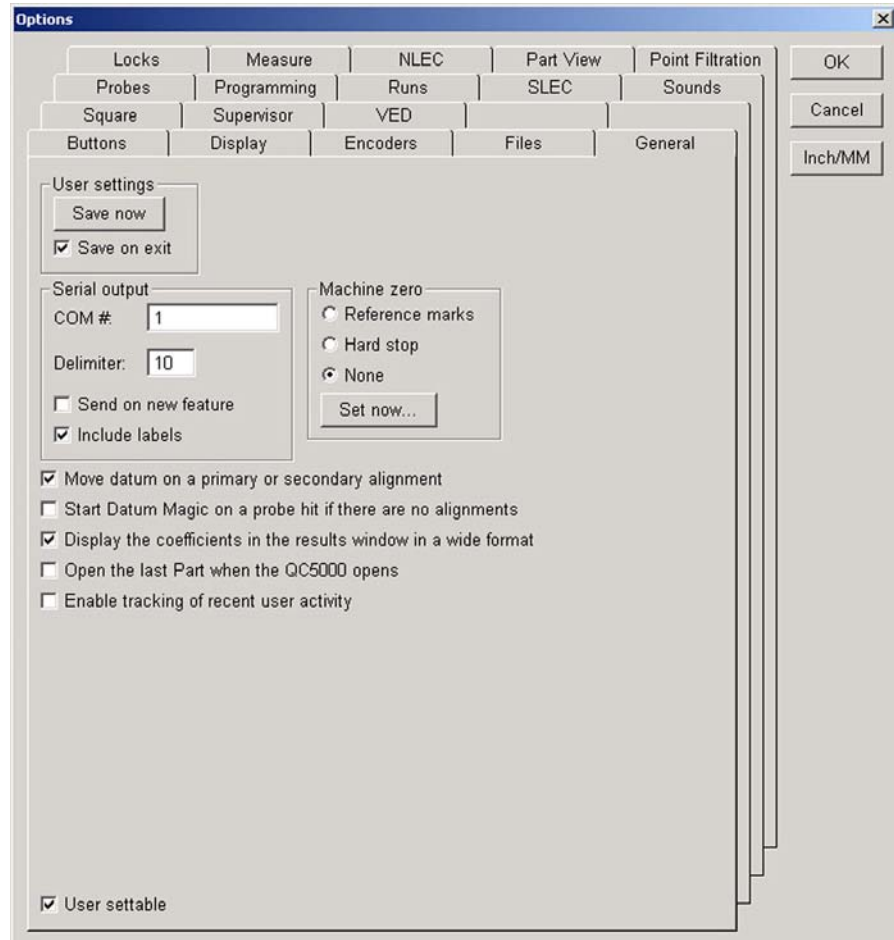 Options
Locks Measure NLEC Part View Point Filtration
OK
Probes Programming Runs SLEC Sounds
Square Supervisor VED
Cancel
Buttons Display Encoders Files General
Inch/MM
User settings
Save now
Save on exit
Serial output
COM #: 1
Delimiter: 10
Send on new feature
Include labels
Machine zero
Reference marks
Hard stop
None
Set now...
Move datum on a primary or secondary alignment
Start Datum Magic on a probe hit if there are no alignments
Display the coefficients in the results window in a wide format
Open the last Part when the QC5000 opens
Enable tracking of recent user activity
User settable